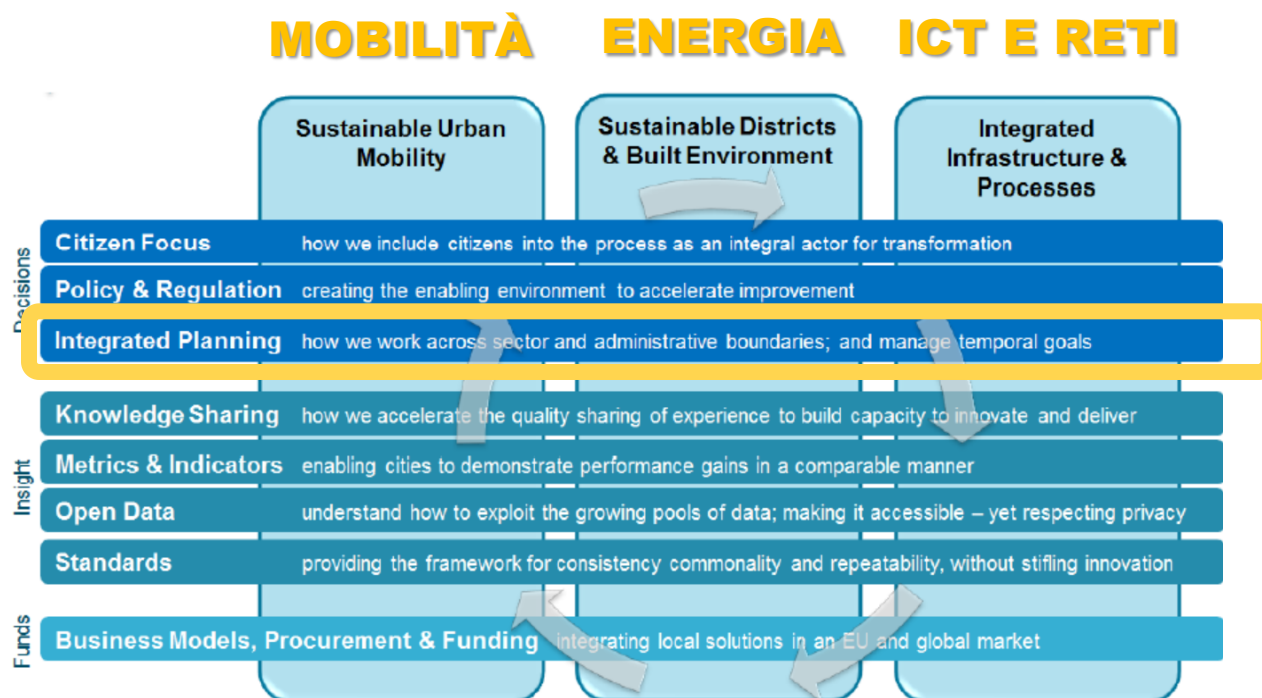 MOBILITÀ ENERGIA ICT E RETI
Sustainable Urban
Mobility
Sustainable Districts
& Built Environment
Integrated
Infrastructure &
Processes
Decisions
Citizen Focus how we include citizens into the process as an integral actor for transformation
Policy & Regulation creating the enabling environment to accelerate improvement
Integrated Planning how we work across sector and administrative boundaries; and manage temporal goals
Insight
Knowledge Sharing how we accelerate the quality sharing of experience to build capacity to innovate and deliver
Metrics & Indicators enabling cities to demonstrate performance gains in a comparable manner
Open Data understand how to exploit the growing pools of data; making it accessible – yet respecting privacy
Standards providing the framework for consistency commonality and repeatability, without stifling innovation
Funds
Business Models, Procurement & Funding integrating local solutions in an EU and global market